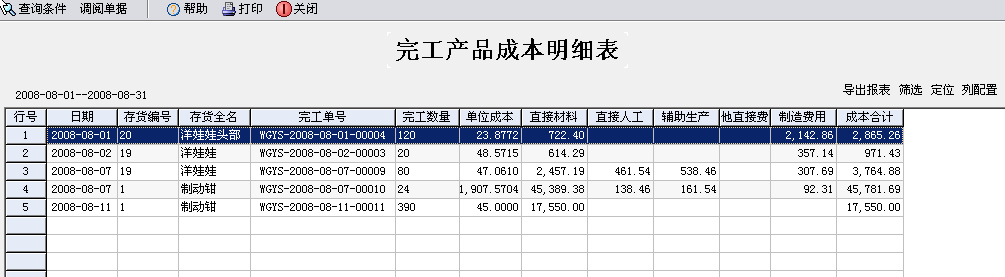 查询条件 调阅单据 帮助 打印 关闭
完工产品成本明细表
2008-08-01--2008-08-31
导出报表 筛选 定位 列配置
行号 日期 存货编号 存货全名 完工单号 完工数量 单位成本 直接材料 直接人工 辅助生产 他直接费 制造费用 成本合计
1 2008-08-01 20 洋娃娃头部 WGYS-2008-08-01-00004 120 23.8772 722.40 2,142.86 2,865.26
2 2008-08-02 19 洋娃娃 WGYS-2008-08-02-00003 20 48.5715 614.29 357.14 971.43
3 2008-08-07 19 洋娃娃 WGYS-2008-08-07-00009 80 47.0610 2,457.19 461.54 538.46 307.69 3,764.88
4 2008-08-07 1 制动钳 WGYS-2008-08-07-00010 24 1,907.5704 45,389.38 138.46 161.54 92.31 45,781.69
5 2008-08-11 1 制动钳 WGYS-2008-08-11-00011 390 45.0000 17,550.00 17,550.00